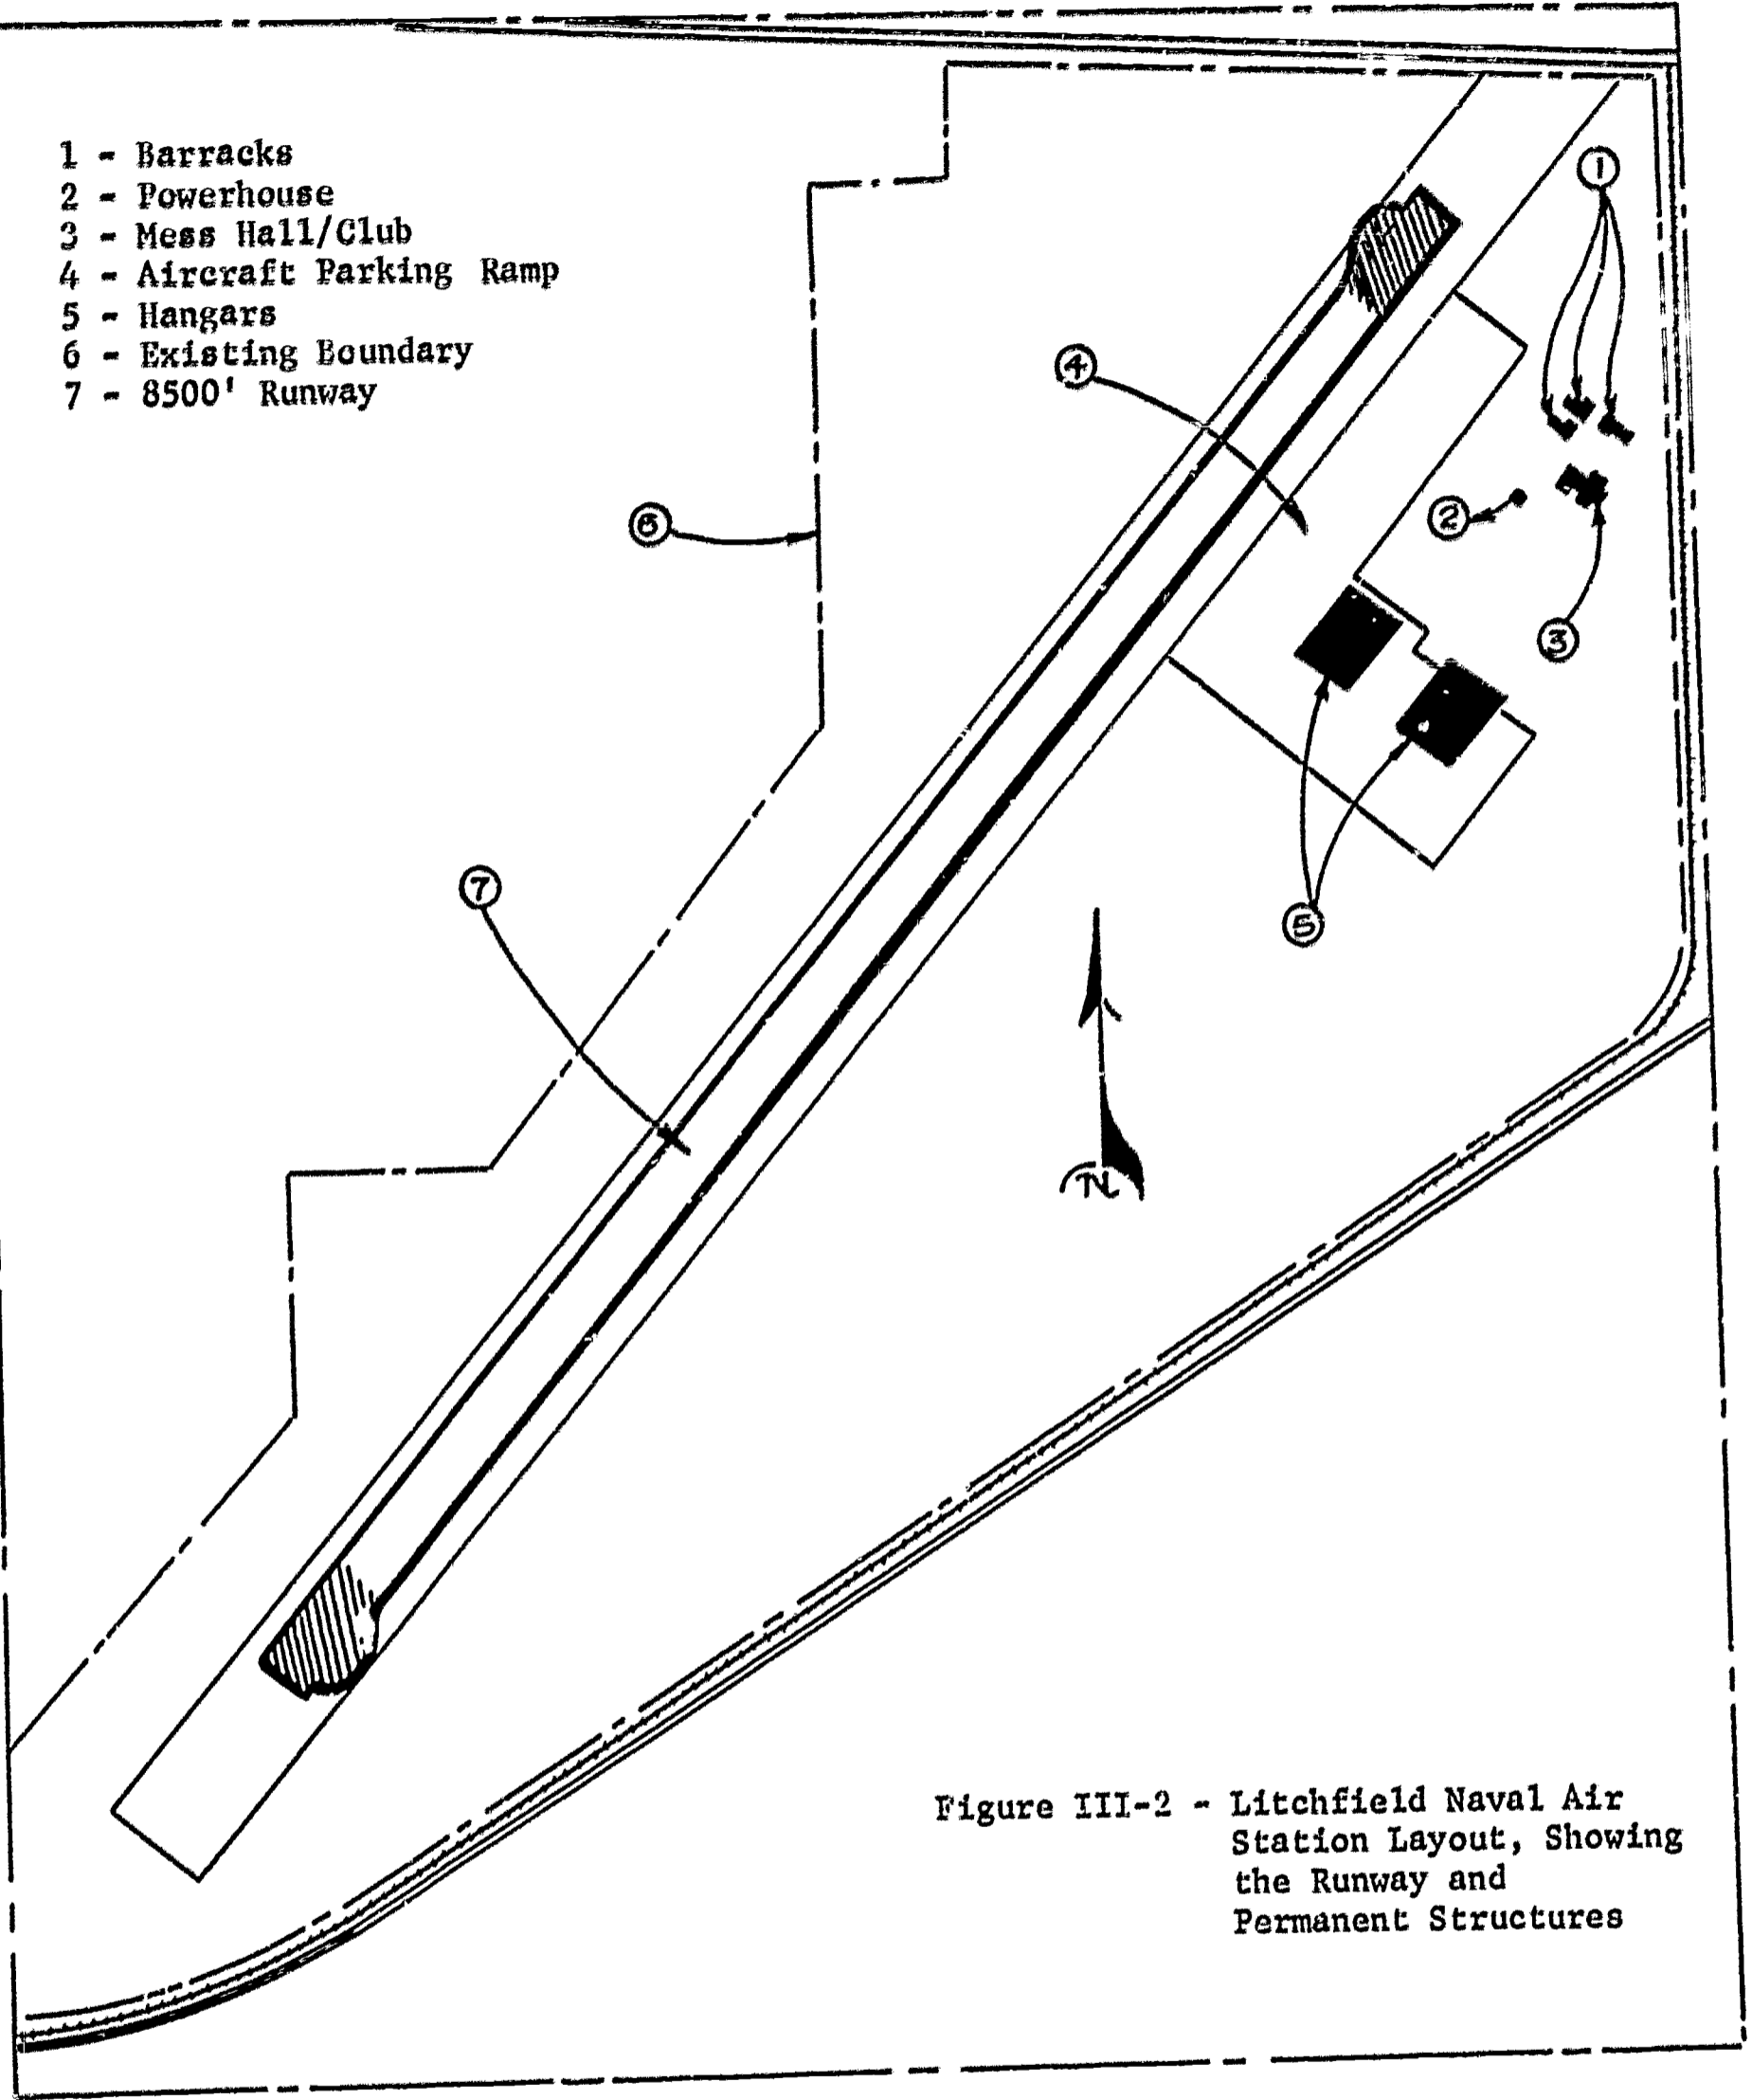 1 - Barracks
2 - Powerhouse
3 - Mess Hall/Club
4 - Aircraft Parking Ramp
5 - Hangars
6 - Existing Boundary
7 - 8500' Runway
1
4
6
2
3
7
5
N
Figure III-2 - Litchfield Naval Air
Station Layout, Showing
the Runway and
Permanent Structures